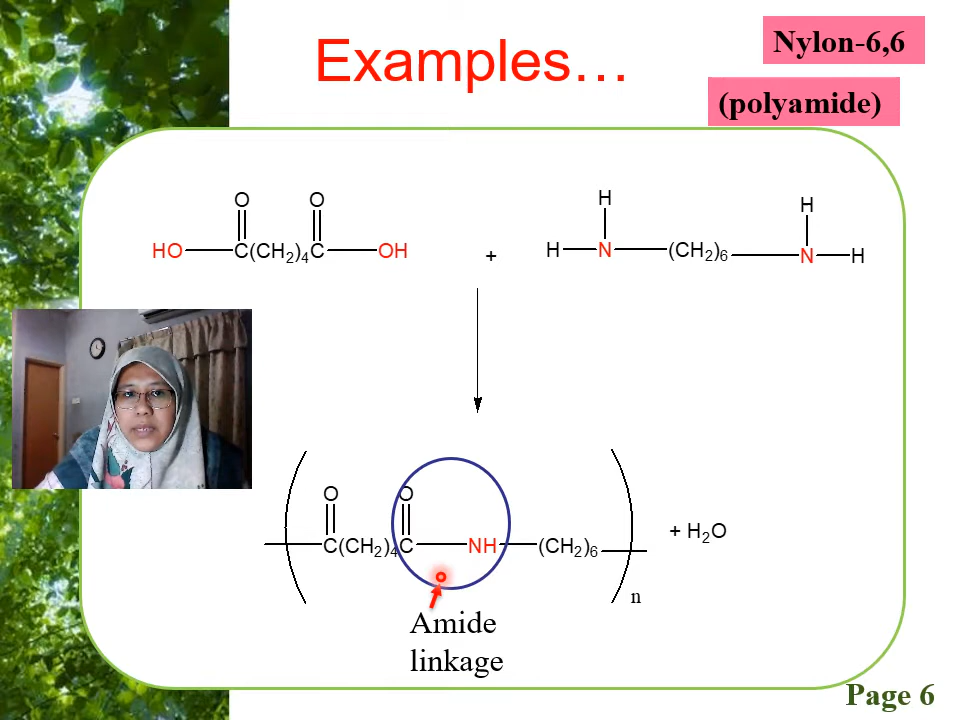 Examples…
Nylon-6,6
(polyamide)
O O H H
HO C(CH2)4C OH + H N (CH2)6 N H
O O
C(CH2)4C NH (CH2)6 + H2O
n
Amide
linkage
Page 6